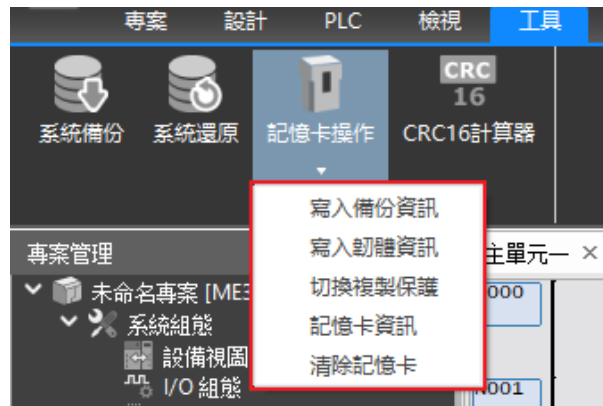 專案 設計 PLC 檢視 工具
CRC
16
系統備份 系統還原 記憶卡操作 CRC16計算器
寫入備份資訊
寫入韌體資訊
切換複製保護
記憶卡資訊
清除記憶卡
專案管理
主單元一 ×
未命名專案 [ME3
000
系統組態
設備視圖
I/O 組態
N001